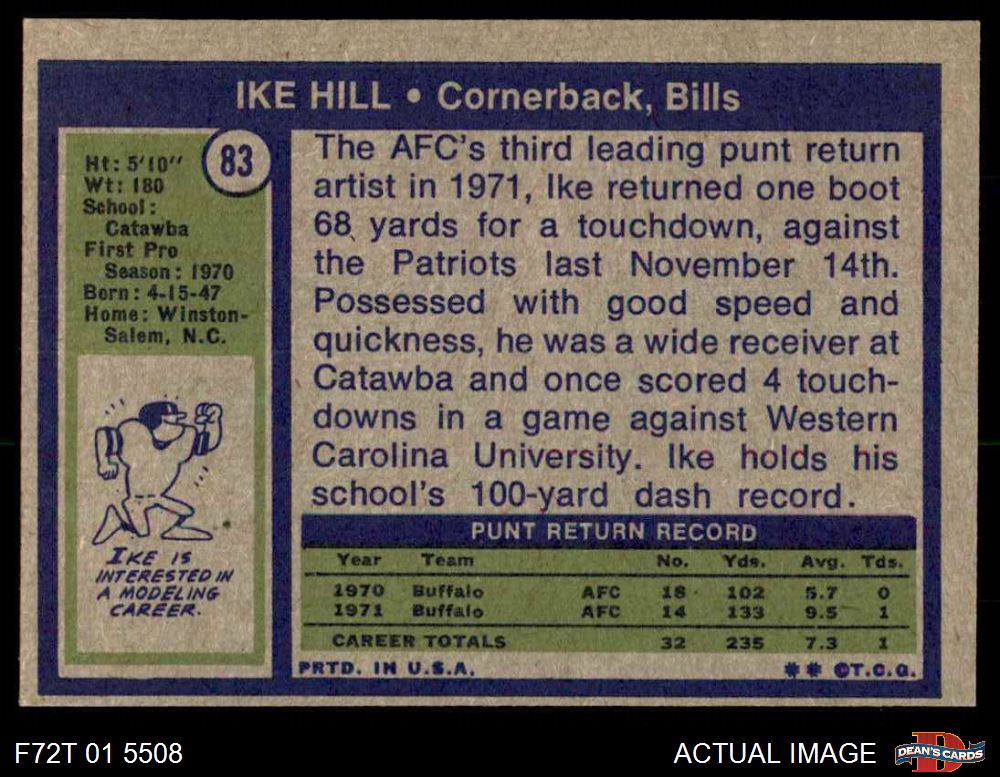 IKE HILL • Cornerback, Bills
83
Ht: 5'10''
Wt: 180
School:
Catawba
First Pro
Season: 1970
Born: 4-15-47
Home: Winston-
Salem, N.C.
IKE IS
INTERESTED IN
A MODELING
CAREER.
The AFC's third leading punt return
artist in 1971, Ike returned one boot
68 yards for a touchdown, against
the Patriots last November 14th.
Possessed with good speed and
quickness, he was a wide receiver at
Catawba and once scored 4 touch-
downs in a game against Western
Carolina University. Ike holds his
school's 100-yard dash record.
PUNT RETURN RECORD
Year Team No. Yds. Avg. Tds.
1970 Buffalo AFC 18 102 5.7 0
1971 Buffalo AFC 14 133 9.5 1
CAREER TOTALS 32 235 7.3 1
PRTD. IN U.S.A. ** ©T.C.G.
F72T 01 5508
ACTUAL IMAGE
D
DEAN'S CARDS